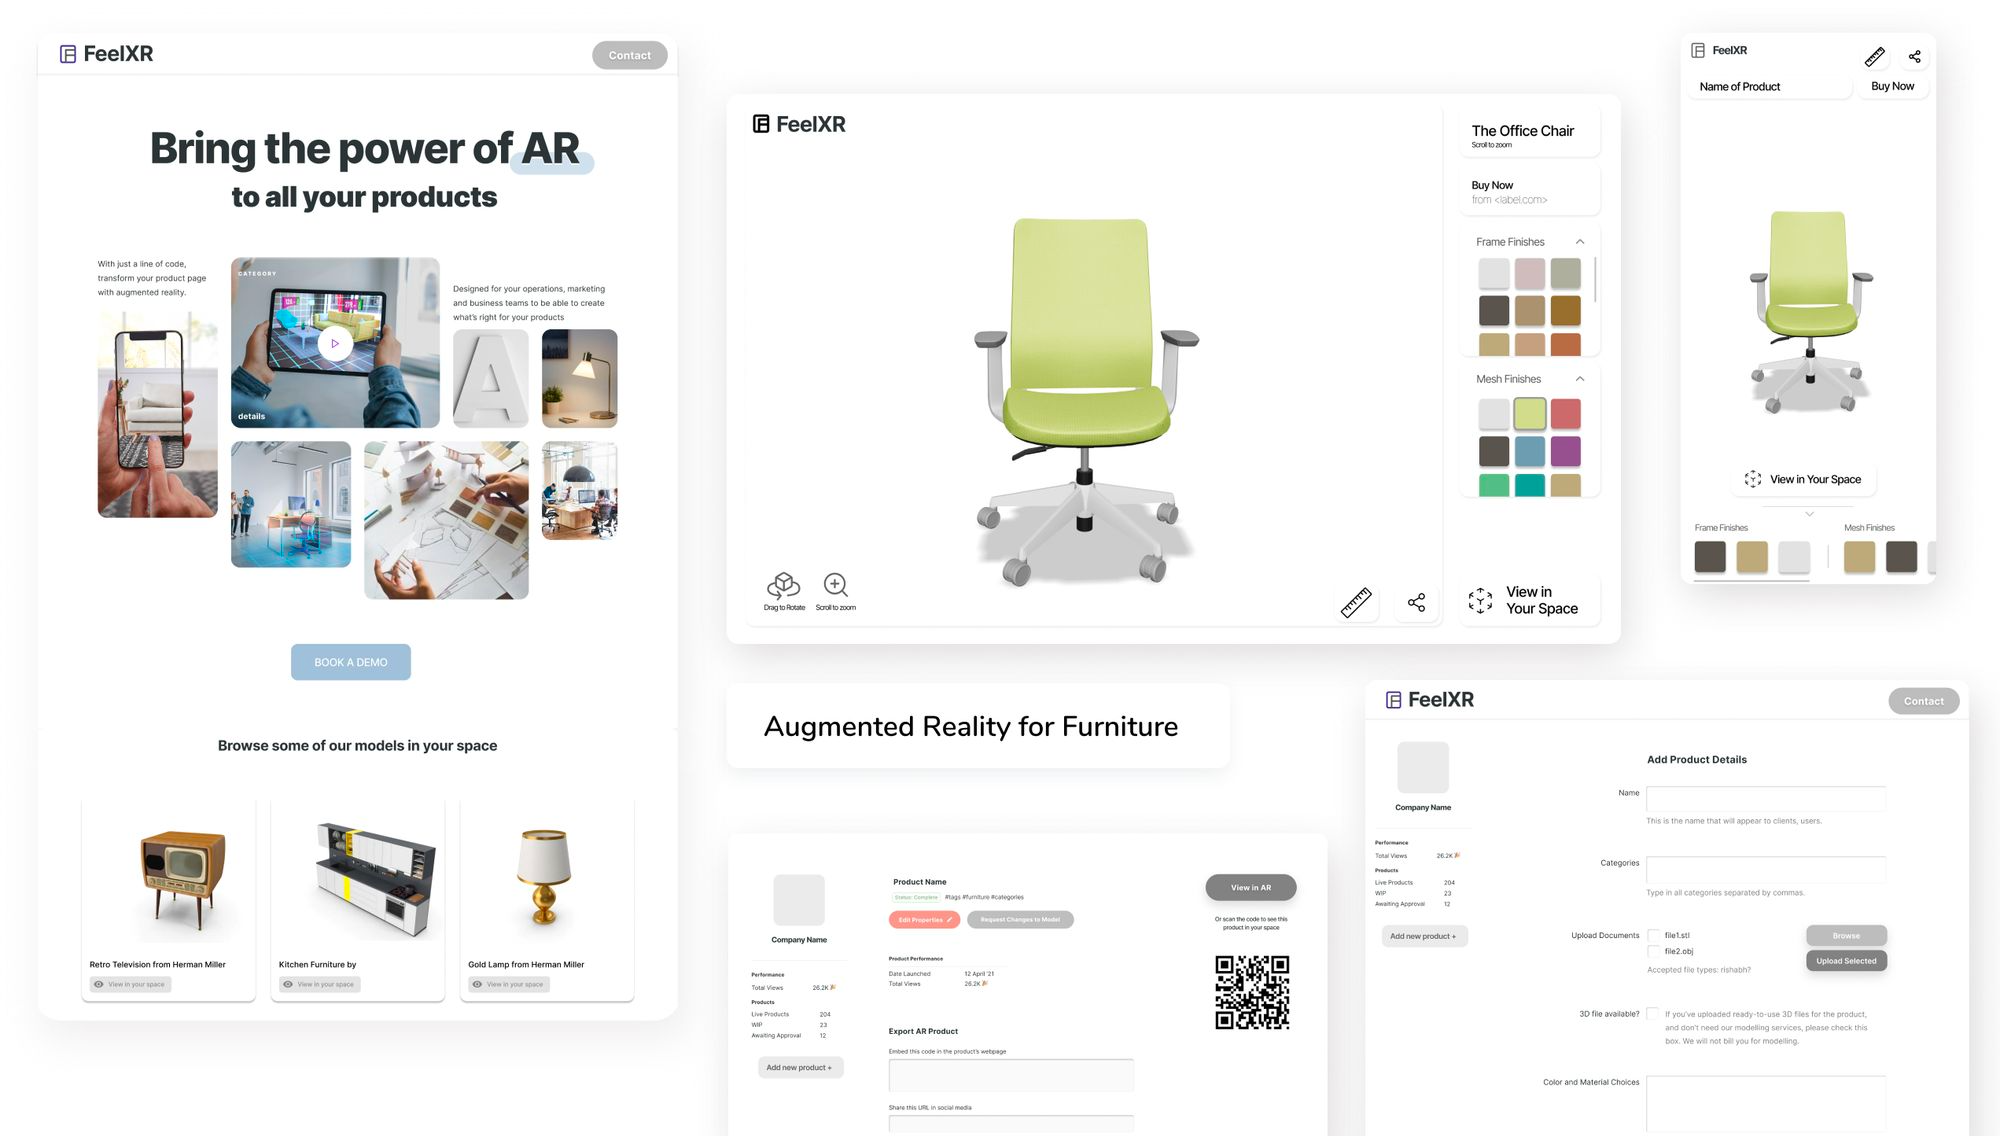 FeelXR
Contact
Bring the power of AR
to all your products
With just a line of code,
transform your product page
with augmented reality.
CATEGORY
details
Designed for your operations, marketing
and business teams to be able to create
what's right for your products
A
BOOK A DEMO
Browse some of our models in your space
Retro Television from Herman Miller
View in your space
Kitchen Furniture by
View in your space
Gold Lamp from Herman Miller
View in your space
FeelXR
The Office Chair
Scroll to zoom
Buy Now
from <label.com>
Frame Finishes
Mesh Finishes
Drag to Rotate
Scroll to zoom
View in
Your Space
FeelXR
Name of Product
Buy Now
View in Your Space
Frame Finishes
Mesh Finishes
Augmented Reality for Furniture
Company Name
Performance
Total Views 26.2K
Products
Live Products 204
WIP 23
Awaiting Approval 12
Add new product +
Product Name
Status: Complete #tags #furniture #categories
Edit Properties
Request Changes to Model
Product Performance
Date Launched 12 April '21
Total Views 26.2K
Export AR Product
Embed this code in the product's webpage
Share this URL in social media
View in AR
Or scan the code to see this
product in your space
FeelXR
Contact
Company Name
Performance
Total Views 26.2K
Products
Live Products 204
WIP 23
Awaiting Approval 12
Add new product +
Add Product Details
Name
This is the name that will appear to clients, users.
Categories
Type in all categories separated by commas.
Upload Documents
file1.stl
file2.obj
Browse
Upload Selected
Accepted file types: rishabh?
3D file available?
If you've uploaded ready-to-use 3D files for the product,
and don't need our modelling services, please check this
box. We will not bill you for modelling.
Color and Material Choices